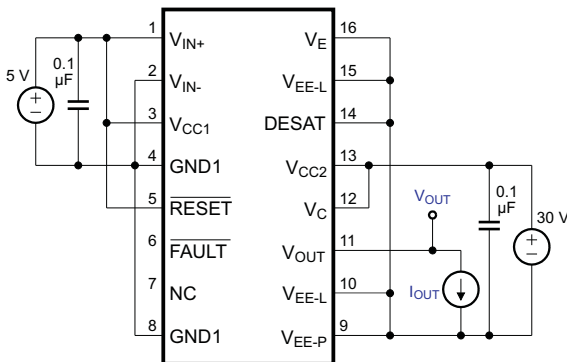 1 V_IN+ V_E 16
2 V_IN- V_EE-L 15
5 V 0.1 µF
3 V_CC1 DESAT 14
4 GND1 V_CC2 13
5 RESET V_C 12
6 FAULT V_OUT 11
7 NC V_EE-L 10
8 GND1 V_EE-P 9
V_OUT
I_OUT
0.1 µF
30 V